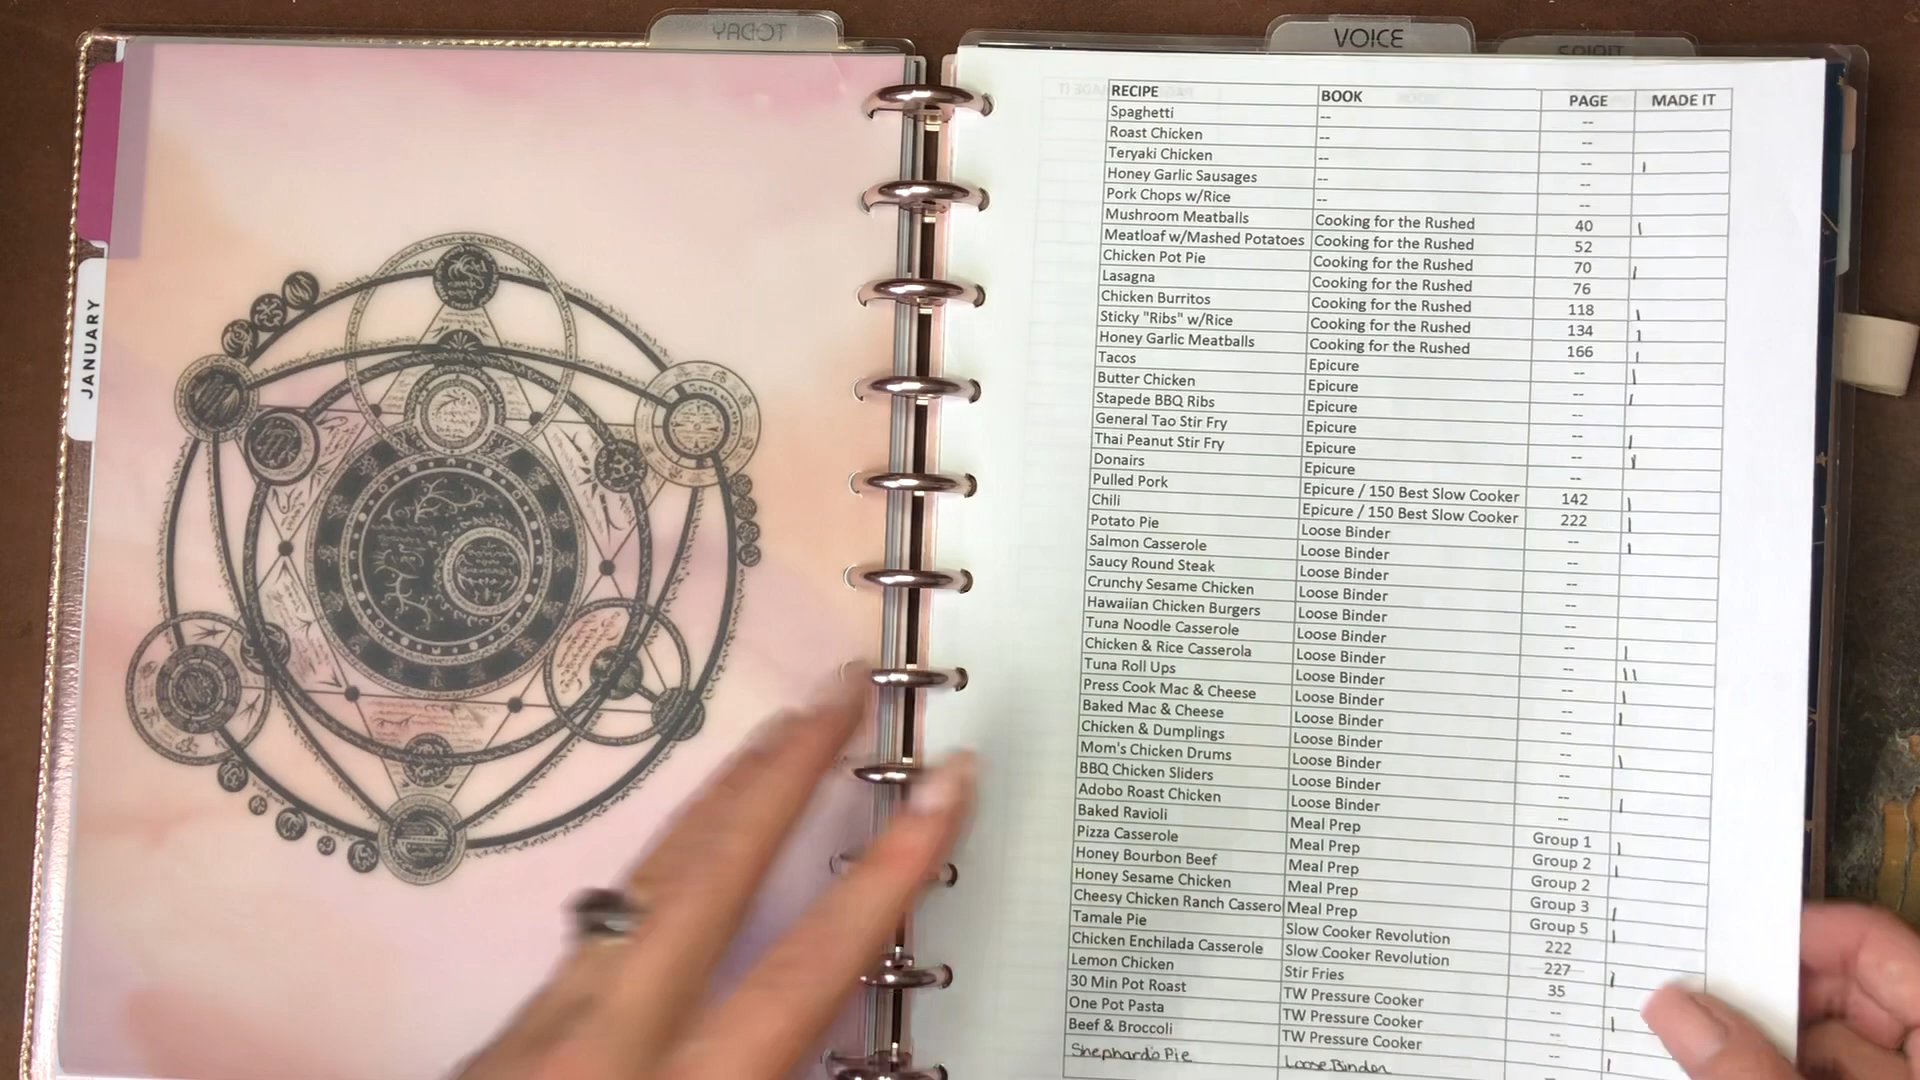 YADOT
VOICE
SPIRIT
JANUARY
RECIPE BOOK PAGE MADE IT
Spaghetti -- --
Roast Chicken -- --
Teryaki Chicken -- --
Honey Garlic Sausages -- --
Pork Chops w/Rice -- --
Mushroom Meatballs Cooking for the Rushed 40
Meatloaf w/Mashed Potatoes Cooking for the Rushed 52
Chicken Pot Pie Cooking for the Rushed 70
Lasagna Cooking for the Rushed 76
Chicken Burritos Cooking for the Rushed 118
Sticky "Ribs" w/Rice Cooking for the Rushed 134
Honey Garlic Meatballs Cooking for the Rushed 166
Tacos Epicure --
Butter Chicken Epicure --
Stapede BBQ Ribs Epicure --
General Tao Stir Fry Epicure --
Thai Peanut Stir Fry Epicure --
Donairs Epicure --
Pulled Pork Epicure / 150 Best Slow Cooker 142
Chili Epicure / 150 Best Slow Cooker 222
Potato Pie Loose Binder --
Salmon Casserole Loose Binder --
Saucy Round Steak Loose Binder --
Crunchy Sesame Chicken Loose Binder --
Hawaiian Chicken Burgers Loose Binder --
Tuna Noodle Casserole Loose Binder --
Chicken & Rice Casserola Loose Binder --
Tuna Roll Ups Loose Binder --
Press Cook Mac & Cheese Loose Binder --
Baked Mac & Cheese Loose Binder --
Chicken & Dumplings Loose Binder --
Mom's Chicken Drums Loose Binder --
BBQ Chicken Sliders Loose Binder --
Adobo Roast Chicken Loose Binder --
Baked Ravioli Meal Prep Group 1
Pizza Casserole Meal Prep Group 2
Honey Bourbon Beef Meal Prep Group 2
Honey Sesame Chicken Meal Prep Group 3
Cheesy Chicken Ranch Cassero Meal Prep Group 5
Tamale Pie Slow Cooker Revolution 222
Chicken Enchilada Casserole Slow Cooker Revolution 227
Lemon Chicken Stir Fries 35
30 Min Pot Roast TW Pressure Cooker --
One Pot Pasta TW Pressure Cooker --
Beef & Broccoli TW Pressure Cooker --
Shephard's Pie Loose Binder --